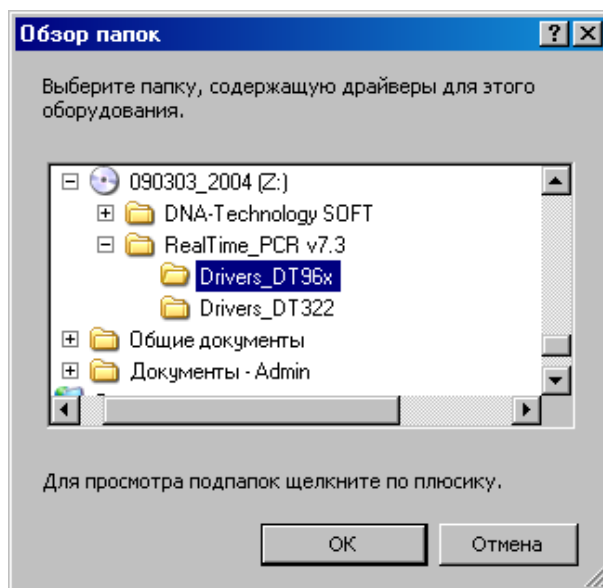 Обзор папок
Выберите папку, содержащую драйверы для этого
оборудования.
090303_2004 (Z:)
DNA-Technology SOFT
RealTime_PCR v7.3
Drivers_DT96x
Drivers_DT322
Общие документы
Документы - Admin
Для просмотра подпапок щелкните по плюсику.
ОК
Отмена